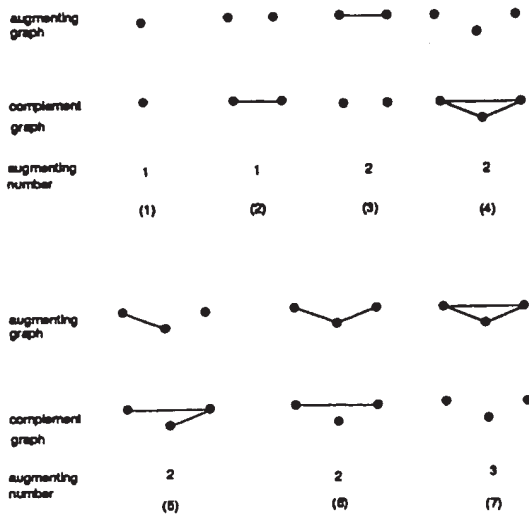 augmenting
graph
complement
graph
augmenting
number
1 1 2 2
(1) (2) (3) (4)
augmenting
graph
complement
graph
augmenting
number
2 2 3
(5) (6) (7)